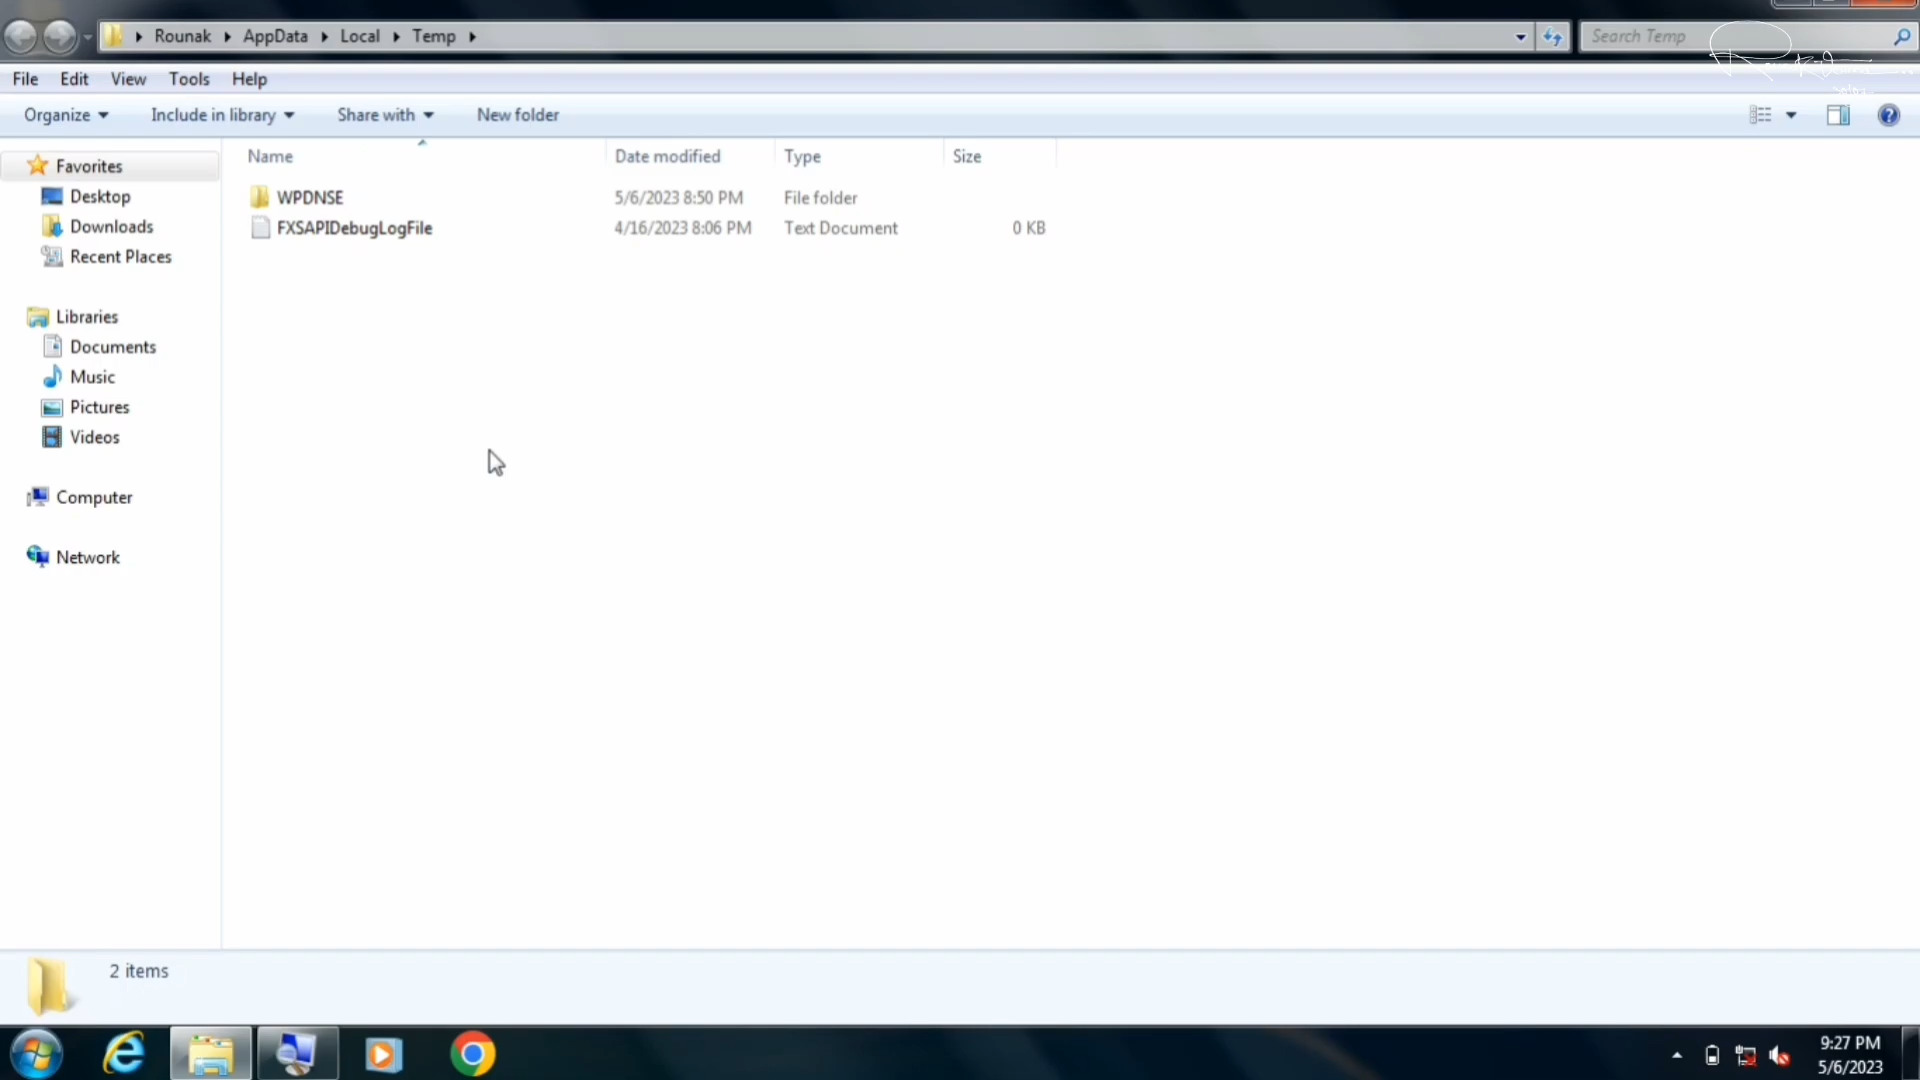 Rounak AppData Local Temp
Search Temp
File Edit View Tools Help
Organize Include in library Share with New folder
Name Date modified Type Size
WPDNSE 5/6/2023 8:50 PM File folder
FXSAPIDebugLogFile 4/16/2023 8:06 PM Text Document 0 KB
Favorites
Desktop
Downloads
Recent Places
Libraries
Documents
Music
Pictures
Videos
Computer
Network
2 items
9:27 PM
5/6/2023